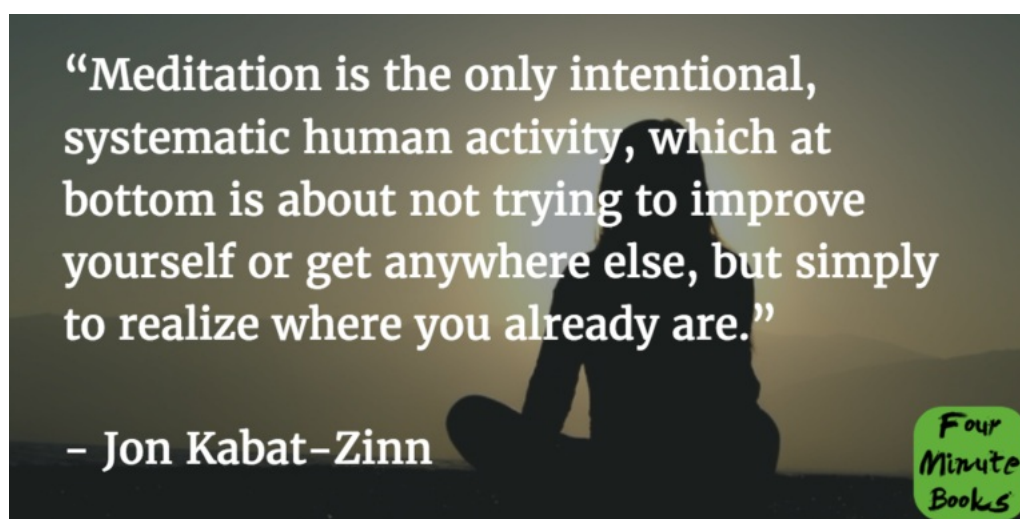 “Meditation is the only intentional,
systematic human activity, which at
bottom is about not trying to improve
yourself or get anywhere else, but simply
to realize where you already are.”
– Jon Kabat-Zinn
Four
Minute
Books